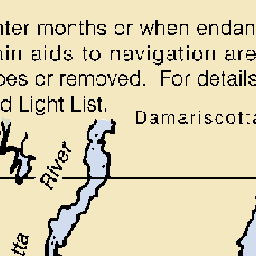 nter months or when endan
in aids to navigation are
bes or removed. For details
d Light List.
Damariscotta
River
tta